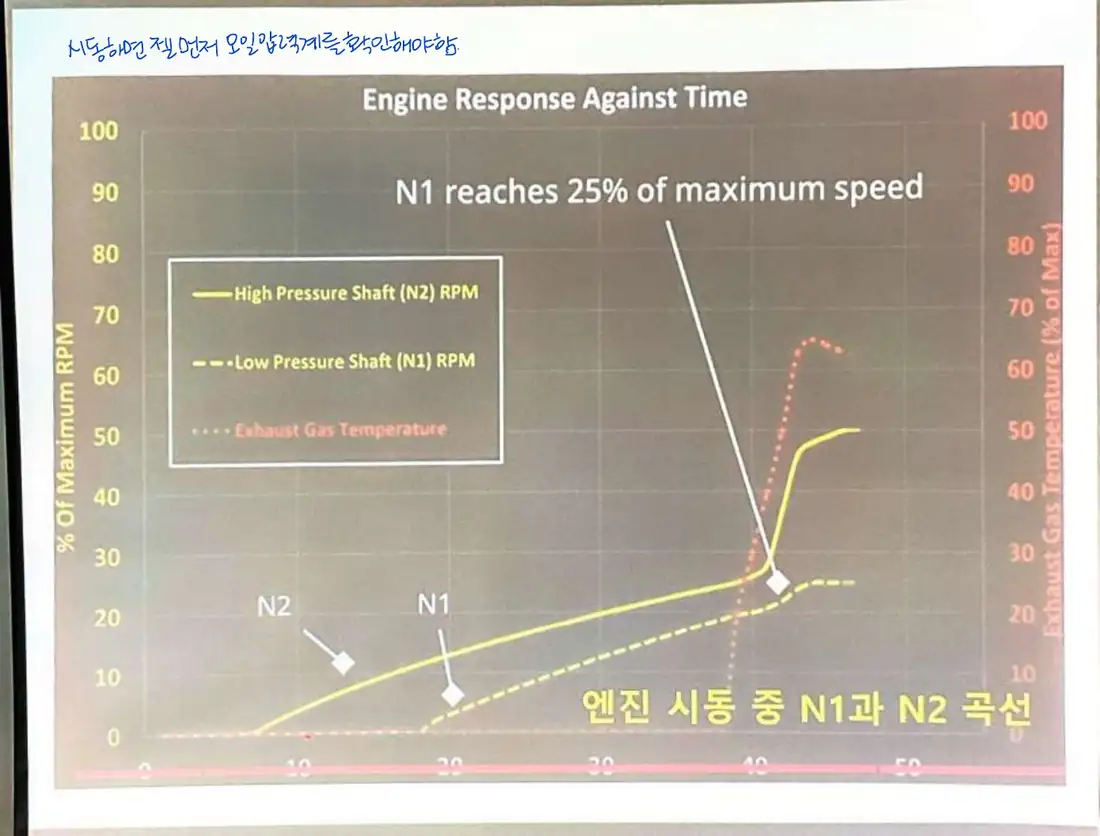 시동하면 젤 먼저 오일압력계를 확인해야함.
Engine Response Against Time
100
90
80
70
60
50
40
30
20
10
0
% Of Maximum RPM
N1 reaches 25% of maximum speed
High Pressure Shaft (N2) RPM
Low Pressure Shaft (N1) RPM
Exhaust Gas Temperature
N2
N1
100
90
80
70
60
50
40
30
20
10
0
Exhaust Gas Temperature (% of Max)
엔진 시동 중 N1과 N2 곡선
0 10 20 30 40 50